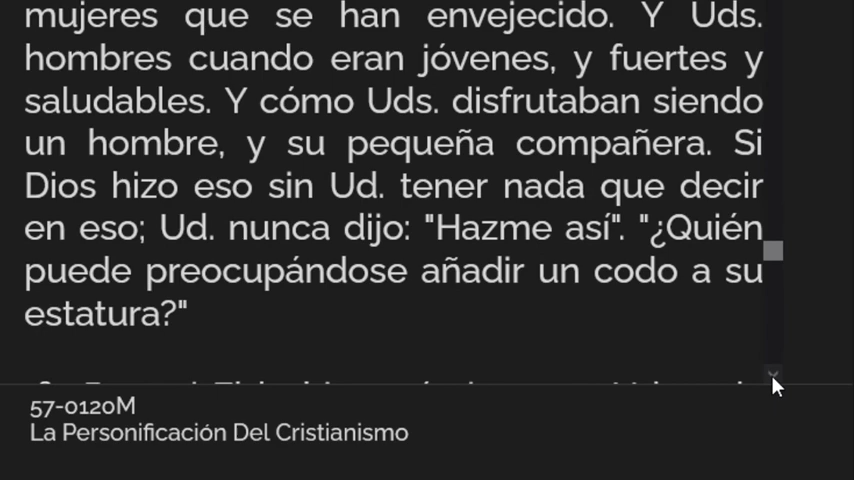 mujeres que se han envejecido. Y Uds.
hombres cuando eran jóvenes, y fuertes y
saludables. Y cómo Uds. disfrutaban siendo
un hombre, y su pequeña compañera. Si
Dios hizo eso sin Ud. tener nada que decir
en eso; Ud. nunca dijo: "Hazme así". "¿Quién
puede preocupándose añadir un codo a su
estatura?"
57-0120M
La Personificación Del Cristianismo